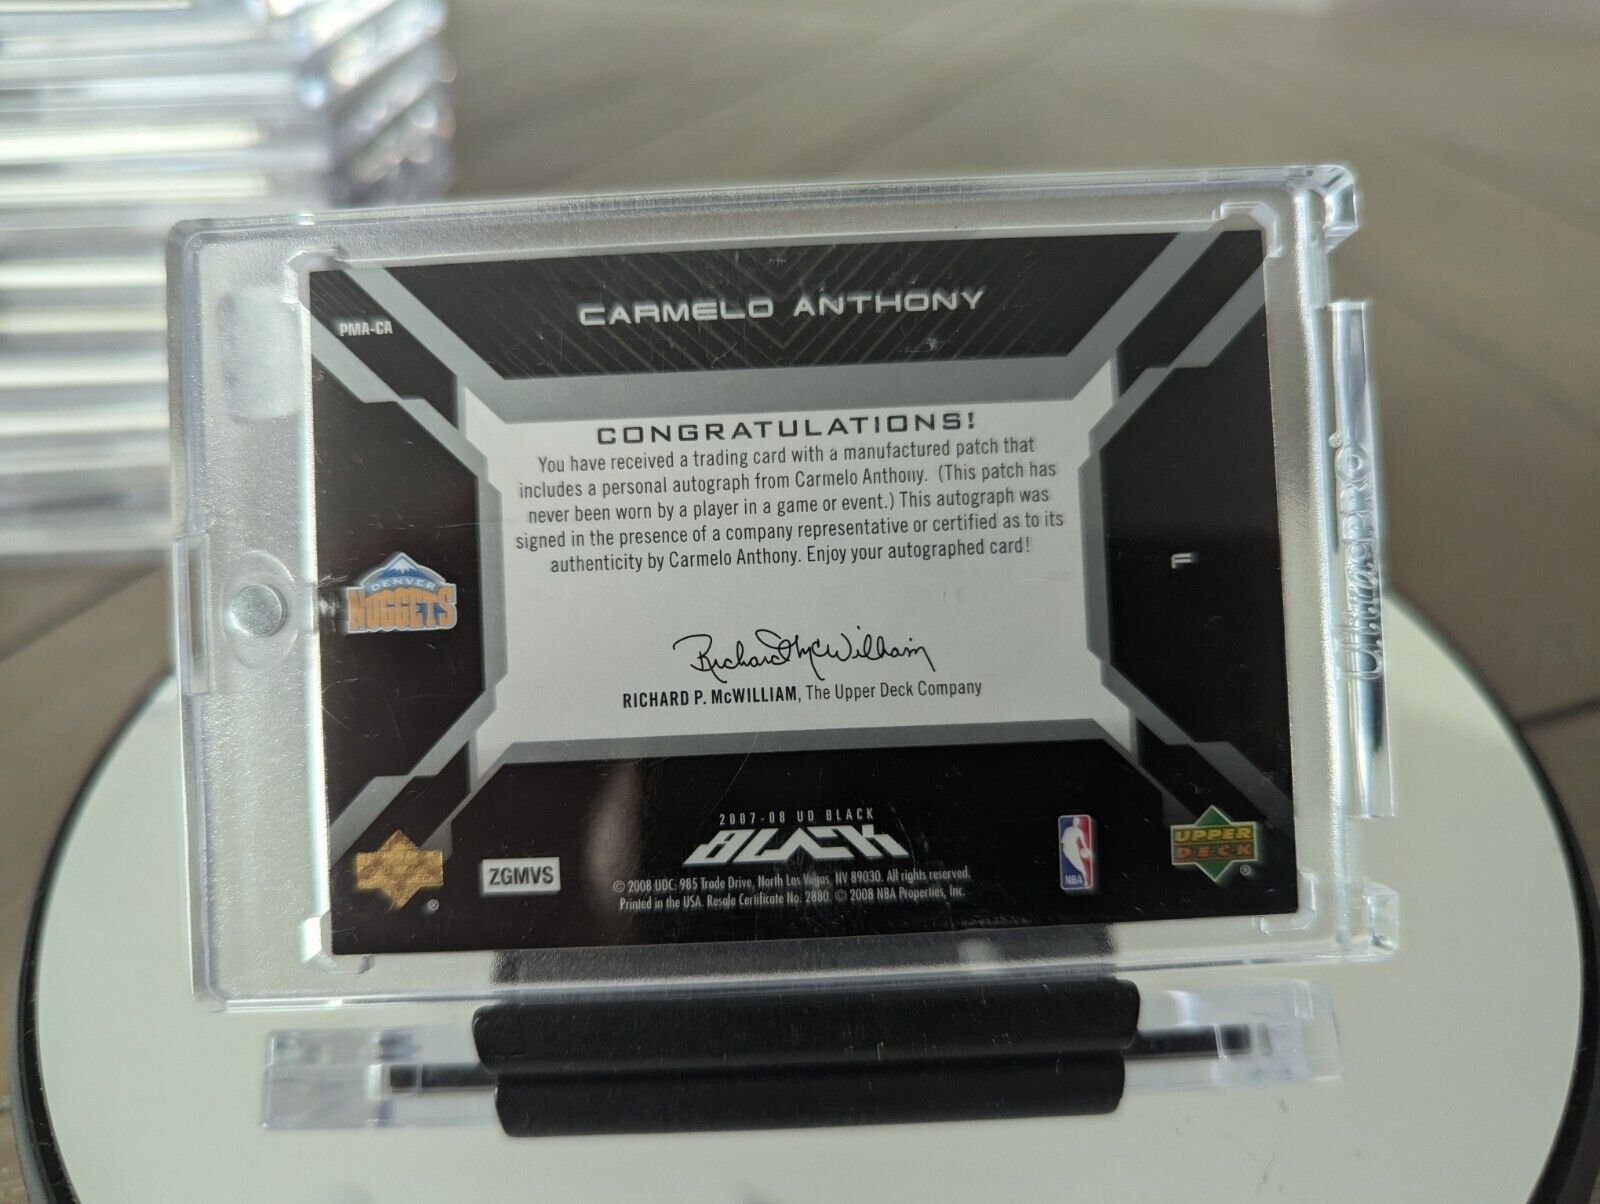 CARMELO ANTHONY
PMA-CA
CONGRATULATIONS!
You have received a trading card with a manufactured patch that
includes a personal autograph from Carmelo Anthony. (This patch has
never been worn by a player in a game or event.) This autograph was
signed in the presence of a company representative or certified as to its
authenticity by Carmelo Anthony. Enjoy your autographed card!
DENVER
NUGGETS
F
Richard McWilliam
RICHARD P. McWILLIAM, The Upper Deck Company
2007-08 UD BLACK
BLACK
ZGMVS
© 2008 UDC, 985 Trade Drive, North Las Vegas, NV 89030. All rights reserved.
Printed in the USA. Resale Certificate No. 2880. © 2008 NBA Properties, Inc.
NBA
UPPER
DECK
®
®
Ultra PRO®